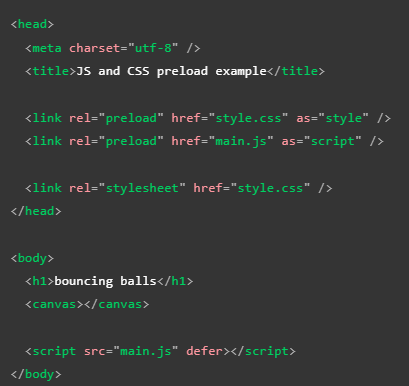 <head>
<meta charset="utf-8" />
<title>JS and CSS preload example</title>
<link rel="preload" href="style.css" as="style" />
<link rel="preload" href="main.js" as="script" />
<link rel="stylesheet" href="style.css" />
</head>
<body>
<h1>bouncing balls</h1>
<canvas></canvas>
<script src="main.js" defer></script>
</body>